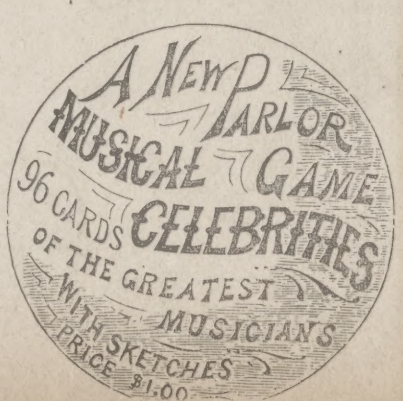 A NEW PARLOR
GAME
MUSICAL
CELEBRITIES
96 CARDS
OF THE GREATEST
MUSICIANS
WITH SKETCHES
PRICE $1.00